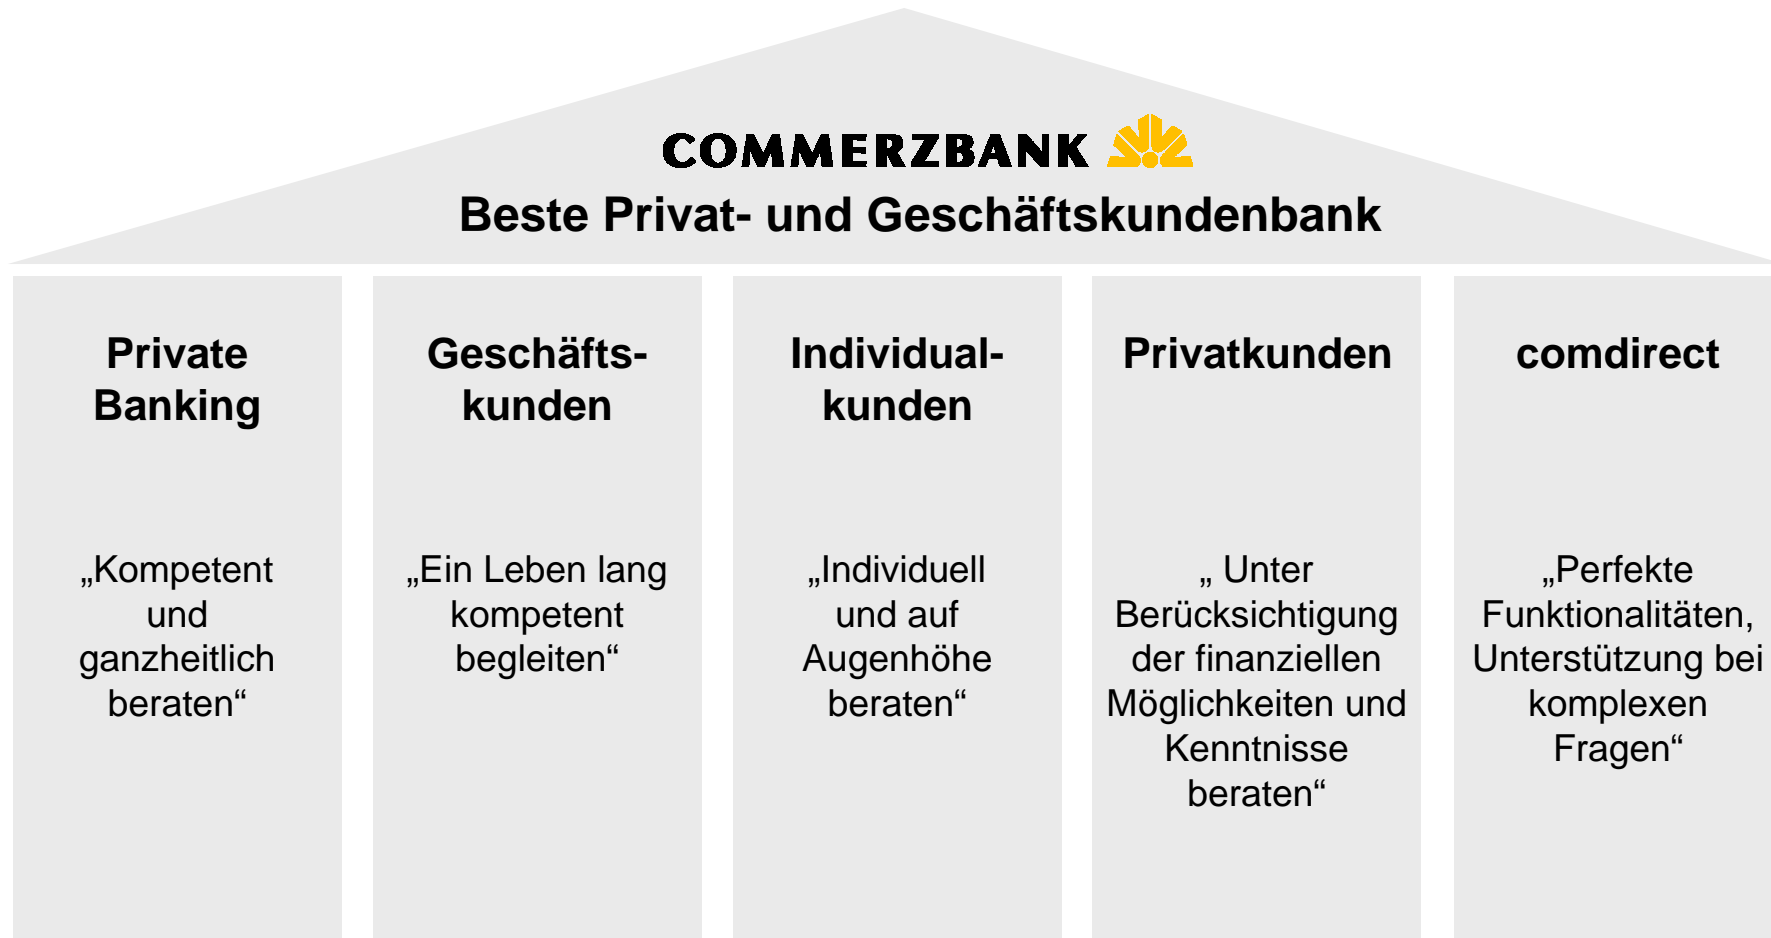 COMMERZBANK
Beste Privat- und Geschäftskundenbank
Private
Banking
„Kompetent
und
ganzheitlich
beraten“
Geschäfts-
kunden
„Ein Leben lang
kompetent
begleiten“
Individual-
kunden
„Individuell
und auf
Augenhöhe
beraten“
Privatkunden
„ Unter
Berücksichtigung
der finanziellen
Möglichkeiten und
Kenntnisse
beraten“
comdirect
„Perfekte
Funktionalitäten,
Unterstützung bei
komplexen
Fragen“